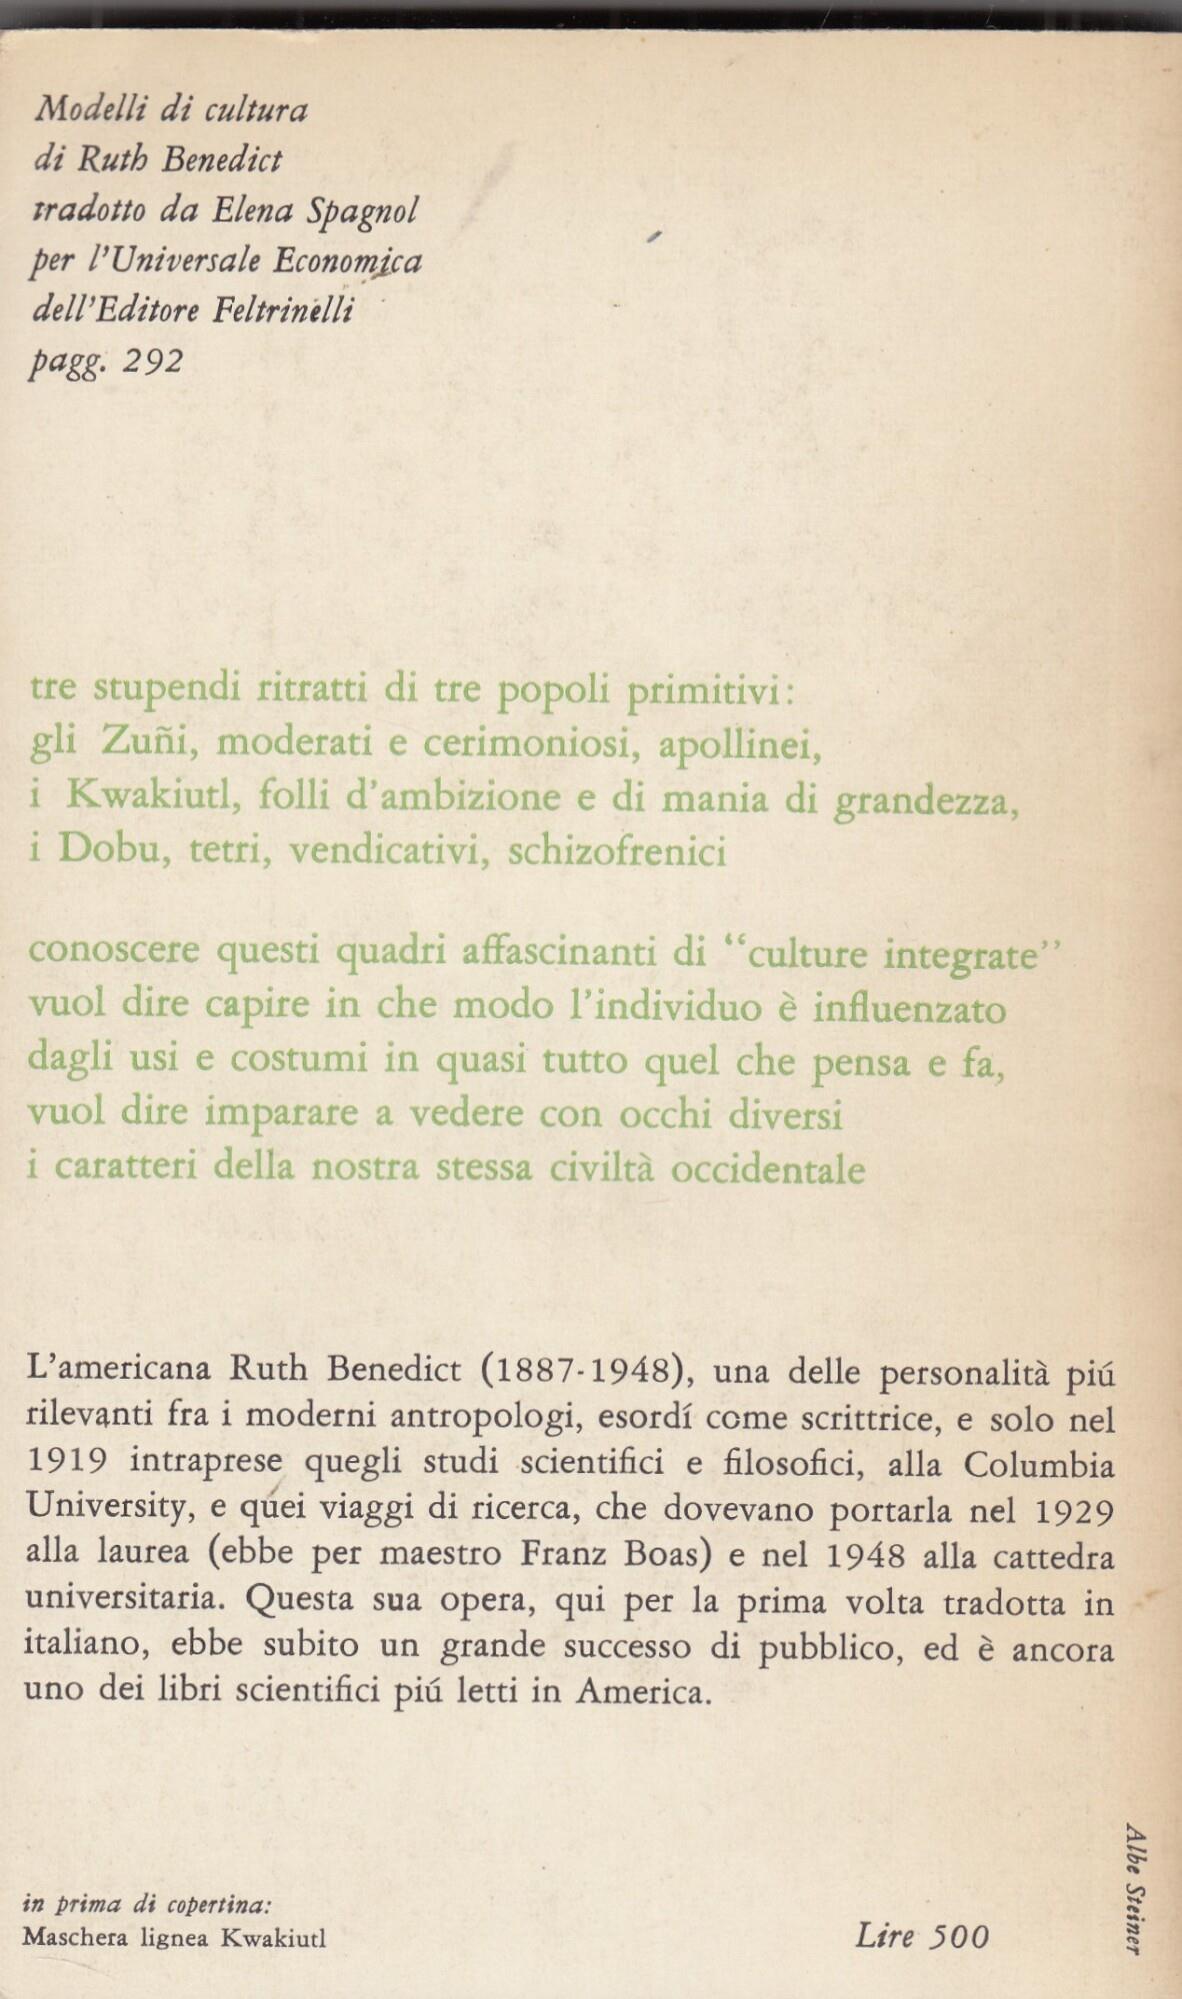 Modelli di cultura
di Ruth Benedict
tradotto da Elena Spagnol
per l'Universale Economica
dell'Editore Feltrinelli
pagg. 292
tre stupendi ritratti di tre popoli primitivi:
gli Zuñi, moderati e cerimoniosi, apollinei,
i Kwakiutl, folli d'ambizione e di mania di grandezza,
i Dobu, tetri, vendicativi, schizofrenici
conoscere questi quadri affascinanti di “culture integrate”
vuol dire capire in che modo l'individuo è influenzato
dagli usi e costumi in quasi tutto quel che pensa e fa,
vuol dire imparare a vedere con occhi diversi
i caratteri della nostra stessa civiltà occidentale
L'americana Ruth Benedict (1887-1948), una delle personalità piú
rilevanti fra i moderni antropologi, esordí come scrittrice, e solo nel
1919 intraprese quegli studi scientifici e filosofici, alla Columbia
University, e quei viaggi di ricerca, che dovevano portarla nel 1929
alla laurea (ebbe per maestro Franz Boas) e nel 1948 alla cattedra
universitaria. Questa sua opera, qui per la prima volta tradotta in
italiano, ebbe subito un grande successo di pubblico, ed è ancora
uno dei libri scientifici piú letti in America.
in prima di copertina:
Maschera lignea Kwakiutl
Lire 500
Albe Steiner